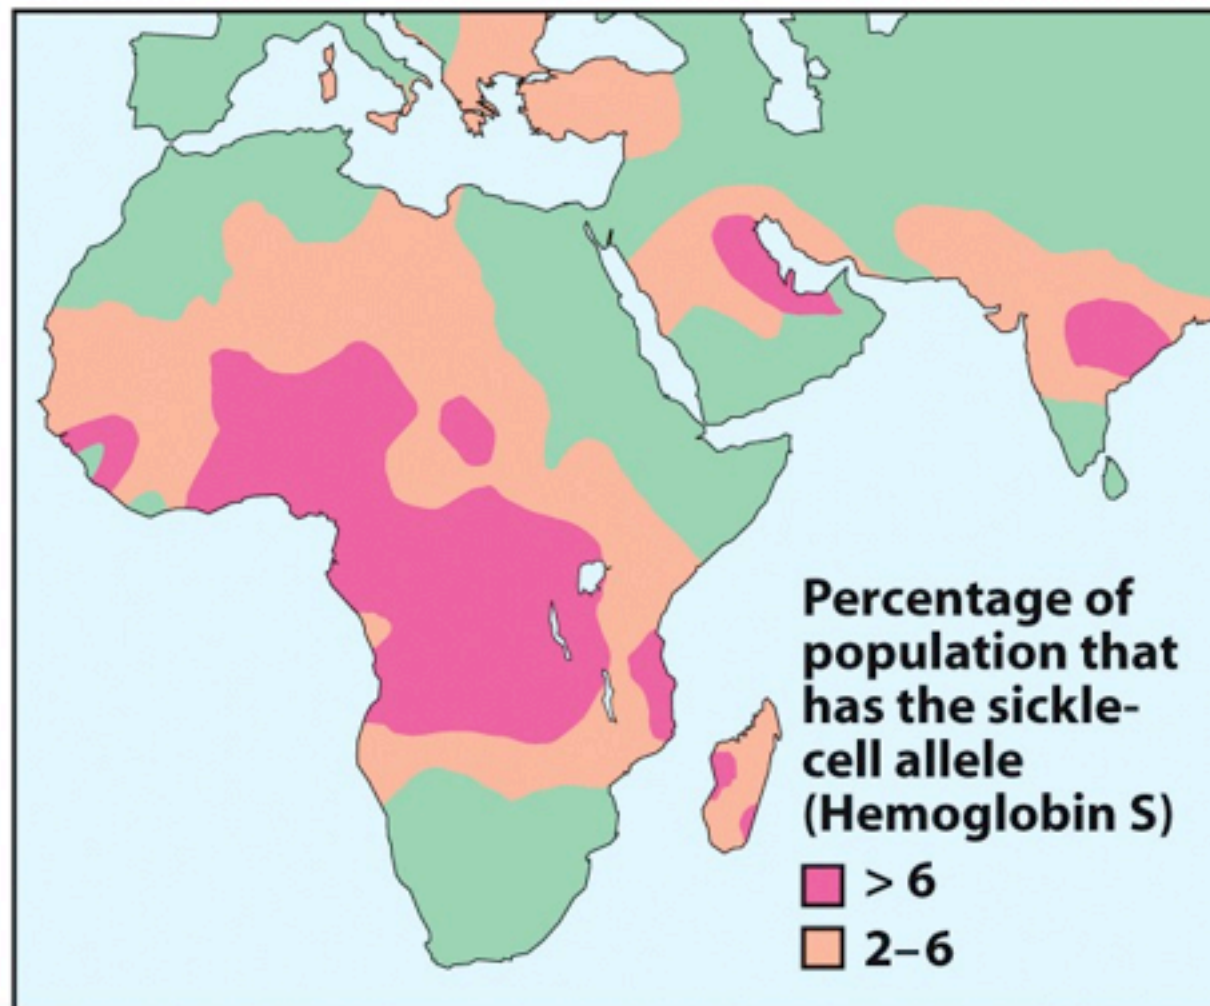 Percentage of
population that
has the sickle-
cell allele
(Hemoglobin S)
> 6
2–6